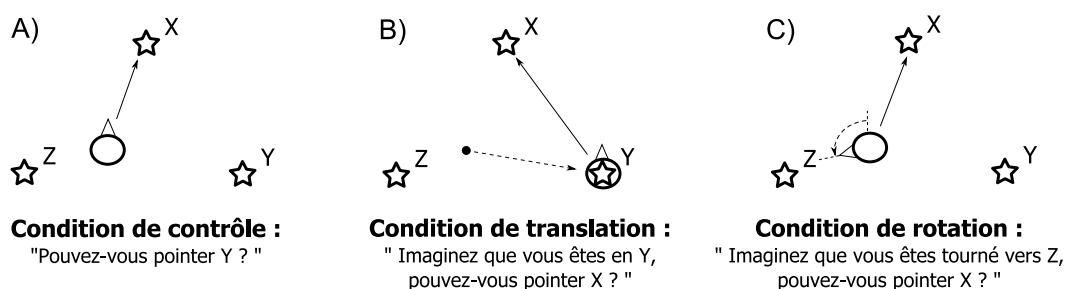 A)
X
Z
Y
Condition de contrôle :
"Pouvez-vous pointer Y ? "
B)
X
Z
Y
Condition de translation :
" Imaginez que vous êtes en Y,
pouvez-vous pointer X ? "
C)
X
Z
Y
Condition de rotation :
" Imaginez que vous êtes tourné vers Z,
pouvez-vous pointer X ? "